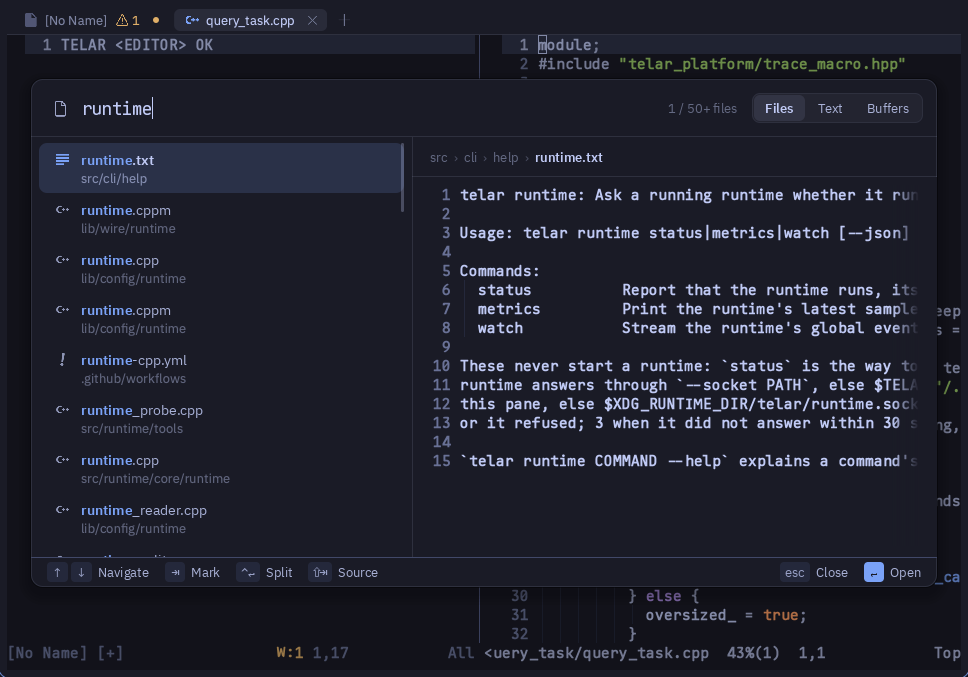 [No Name] 1 query_task.cpp
1 TELAR <EDITOR> OK
1 module;
2 #include "telar_platform/trace_macro.hpp"
runtime
1 / 50+ files Files Text Buffers
runtime.txt
src/cli/help
runtime.cppm
lib/wire/runtime
runtime.cpp
lib/config/runtime
runtime.cppm
lib/config/runtime
runtime-cpp.yml
.github/workflows
runtime_probe.cpp
src/runtime/tools
runtime.cpp
src/runtime/core/runtime
runtime_reader.cpp
lib/config/runtime
src › cli › help › runtime.txt
1 telar runtime: Ask a running runtime whether it run
2
3 Usage: telar runtime status|metrics|watch [--json]
4
5 Commands:
6 status Report that the runtime runs, its
7 metrics Print the runtime's latest sample
8 watch Stream the runtime's global event
9
10 These never start a runtime: `status` is the way to
11 runtime answers through `--socket PATH`, else $TELA
12 this pane, else $XDG_RUNTIME_DIR/telar/runtime.sock
13 or it refused; 3 when it did not answer within 30 s
14
15 `telar runtime COMMAND --help` explains a command's
eep
s =
te
'/.
ng,
nds
_ca
↑ ↓ Navigate Mark Split Source esc Close Open
30 } else {
31 oversized_ = true;
32 }
[No Name] [+] W:1 1,17 All <uery_task/query_task.cpp 43%(1) 1,1 Top